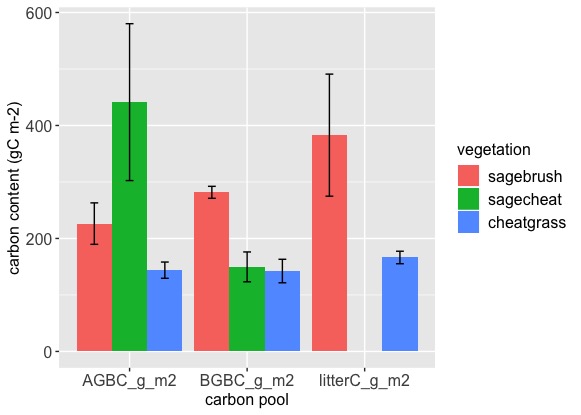 600
400
200
0
carbon content (gC m-2)
AGBC_g_m2 BGBC_g_m2 litterC_g_m2
carbon pool
vegetation
sagebrush
sagecheat
cheatgrass